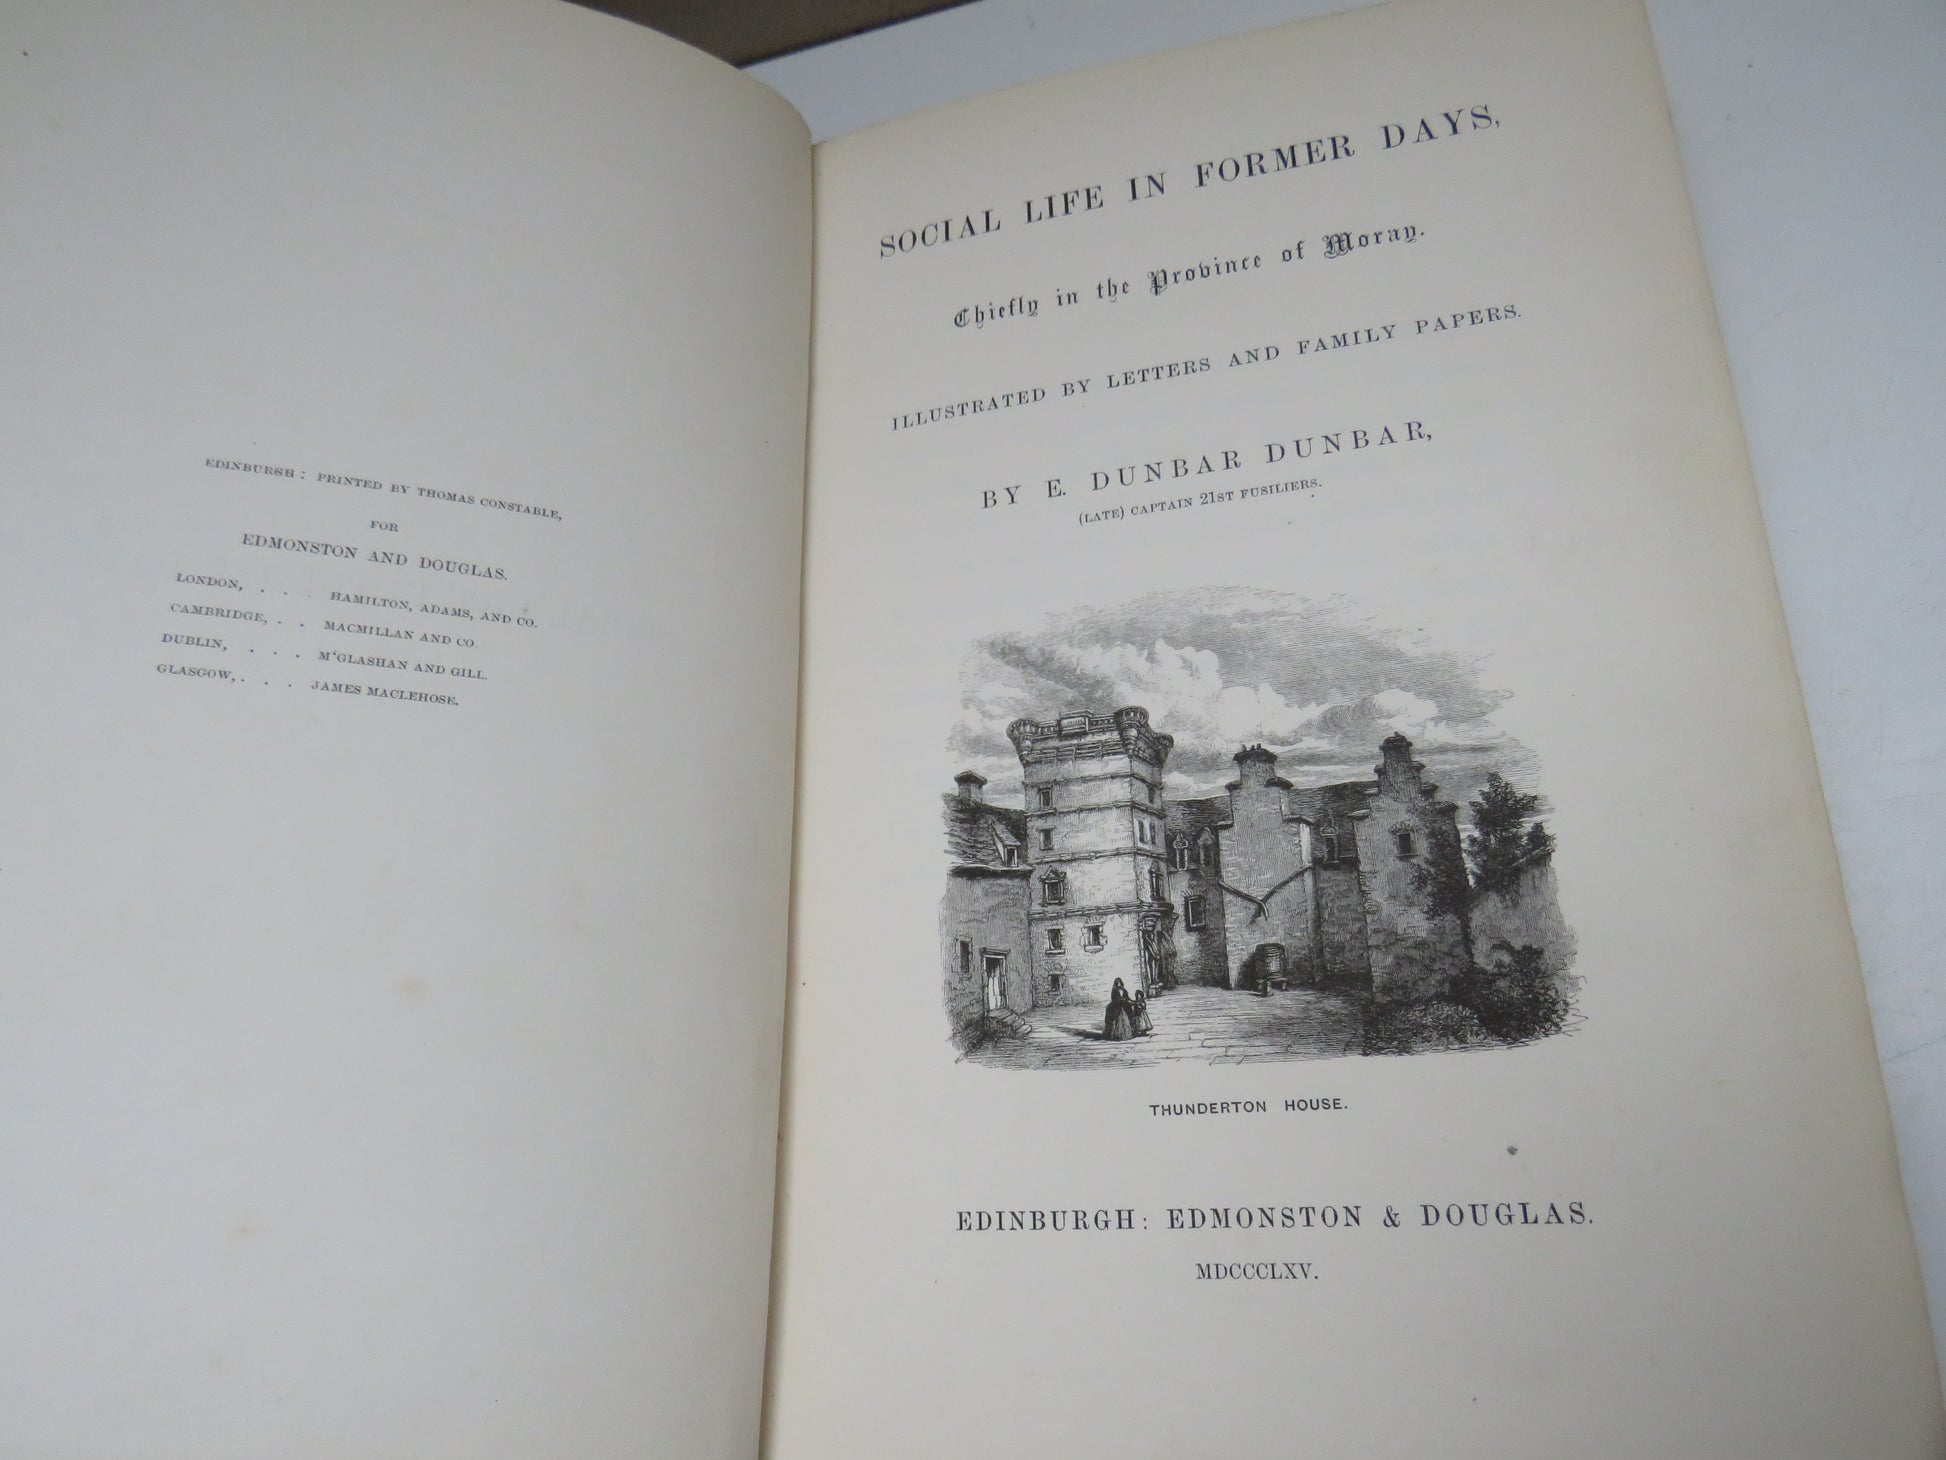 EDINBURGH : PRINTED BY THOMAS CONSTABLE,
FOR
EDMONSTON AND DOUGLAS.
LONDON, . . . HAMILTON, ADAMS, AND CO.
CAMBRIDGE, . . MACMILLAN AND CO
DUBLIN, . . . M‘GLASHAN AND GILL.
GLASGOW, . . . JAMES MACLEHOSE.
SOCIAL LIFE IN FORMER DAYS,
Chiefly in the Province of Moray.
ILLUSTRATED BY LETTERS AND FAMILY PAPERS.
BY E. DUNBAR DUNBAR,
(LATE) CAPTAIN 21ST FUSILIERS.
THUNDERTON HOUSE.
EDINBURGH: EDMONSTON & DOUGLAS.
MDCCCLXV.